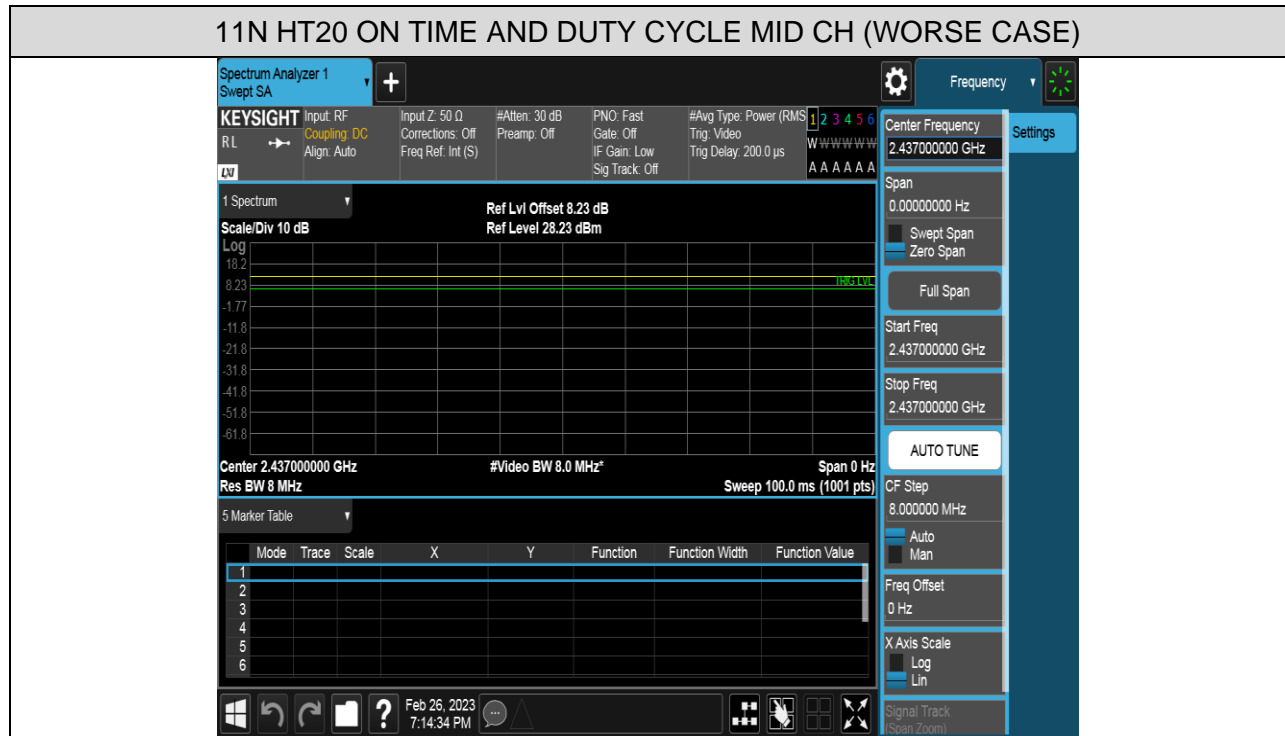 11N HT20 ON TIME AND DUTY CYCLE MID CH (WORSE CASE)
Spectrum Analyzer 1
Swept SA
+
Frequency
KEYSIGHT
RL
LXI
Input: RF
Coupling: DC
Align: Auto
Input Z: 50 Ω
Corrections: Off
Freq Ref: Int (S)
#Atten: 30 dB
Preamp: Off
PNO: Fast
Gate: Off
IF Gain: Low
Sig Track: Off
#Avg Type: Power (RMS
Trig: Video
Trig Delay: 200.0 µs
1 2 3 4 5 6
W W W W W W
A A A A A A
Center Frequency
2.437000000 GHz
Settings
Span
0.00000000 Hz
Swept Span
Zero Span
Full Span
Start Freq
2.437000000 GHz
Stop Freq
2.437000000 GHz
AUTO TUNE
CF Step
8.000000 MHz
Auto
Man
Freq Offset
0 Hz
X Axis Scale
Log
Lin
Signal Track
(Span Zoom)
1 Spectrum
Scale/Div 10 dB
Ref Lvl Offset 8.23 dB
Ref Level 28.23 dBm
Log
18.2
8.23
-1.77
-11.8
-21.8
-31.8
-41.8
-51.8
-61.8
TRIG LVL
Center 2.437000000 GHz
#Video BW 8.0 MHz*
Span 0 Hz
Res BW 8 MHz
Sweep 100.0 ms (1001 pts)
5 Marker Table
Mode Trace Scale X Y Function Function Width Function Value
1
2
3
4
5
6
?
Feb 26, 2023
7:14:34 PM